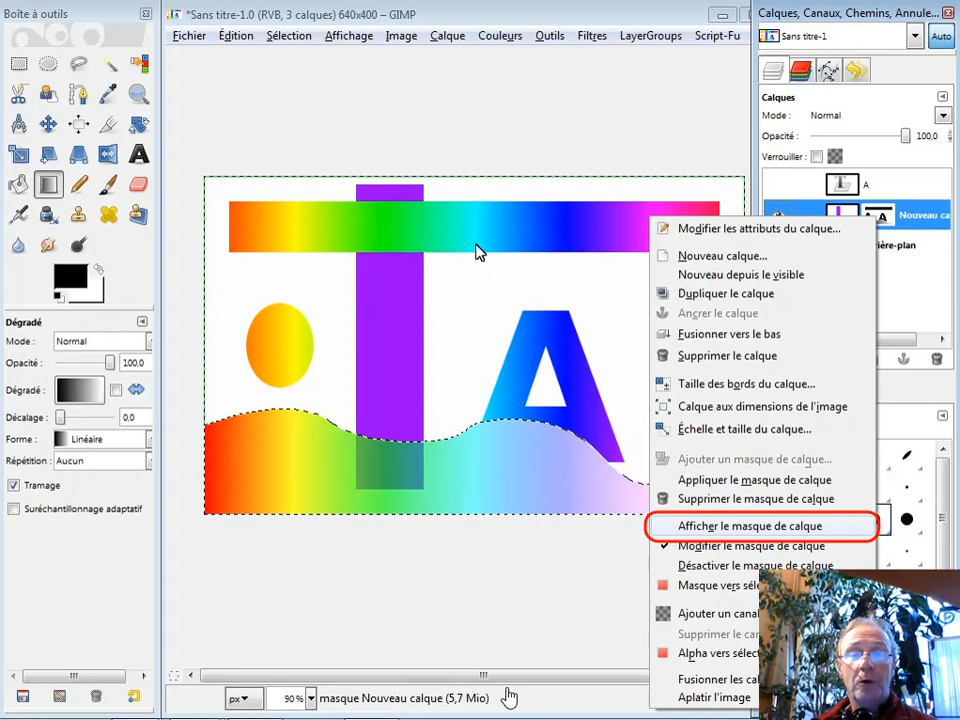 Boîte à outils
*Sans titre-1.0 (RVB, 3 calques) 640x400 – GIMP
Calques, Canaux, Chemins, Annule...
Fichier Édition Sélection Affichage Image Calque Couleurs Outils Filtres LayerGroups Script-Fu
Sans titre-1
Auto
Calques
Mode : Normal
Opacité : 100,0
Verrouiller :
A
Nouveau ca
ière-plan
T
A
Modifier les attributs du calque...
Nouveau calque...
Nouveau depuis le visible
Dupliquer le calque
Ancrer le calque
Fusionner vers le bas
Supprimer le calque
Taille des bords du calque...
Calque aux dimensions de l'image
Échelle et taille du calque...
Ajouter un masque de calque...
Appliquer le masque de calque
Supprimer le masque de calque
Afficher le masque de calque
Modifier le masque de calque
Désactiver le masque de calque
Masque vers séle
Ajouter un canal
Supprimer le can
Alpha vers sélect
Fusionner les cal
Aplatir l'image
Dégradé
Mode : Normal
Opacité : 100,0
Dégradé :
Décalage : 0,0
Forme : Linéaire
Répétition : Aucun
Tramage
Suréchantillonnage adaptatif
px 90 % masque Nouveau calque (5,7 Mio)